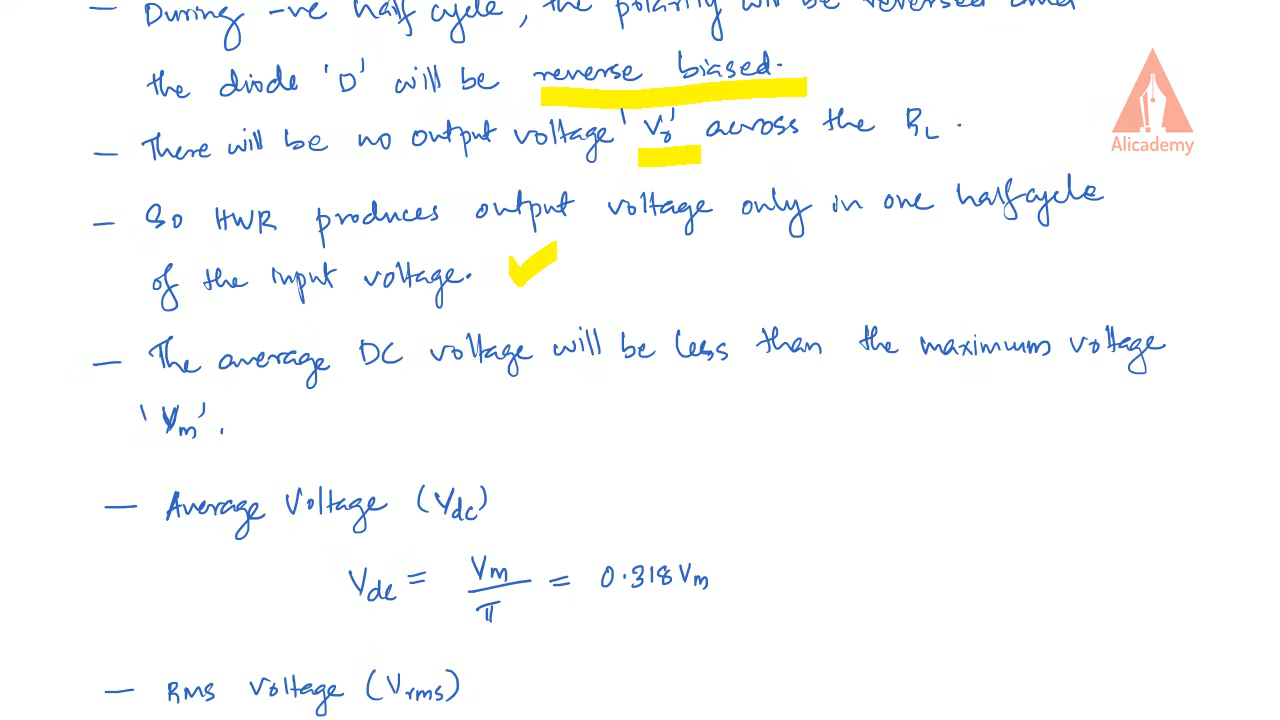 – During -ve half cycle, the polarity will be reversed and
the diode 'D' will be reverse biased.
– There will be no output voltage 'Vo' across the RL.
– So HWR produces output voltage only in one halfcycle
of the input voltage.
– The average DC voltage will be less than the maximum voltage
'Vm'.
– Average Voltage (Vdc)
Vdc = Vm/π = 0.318 Vm
– RMS Voltage (Vrms)
Alicademy